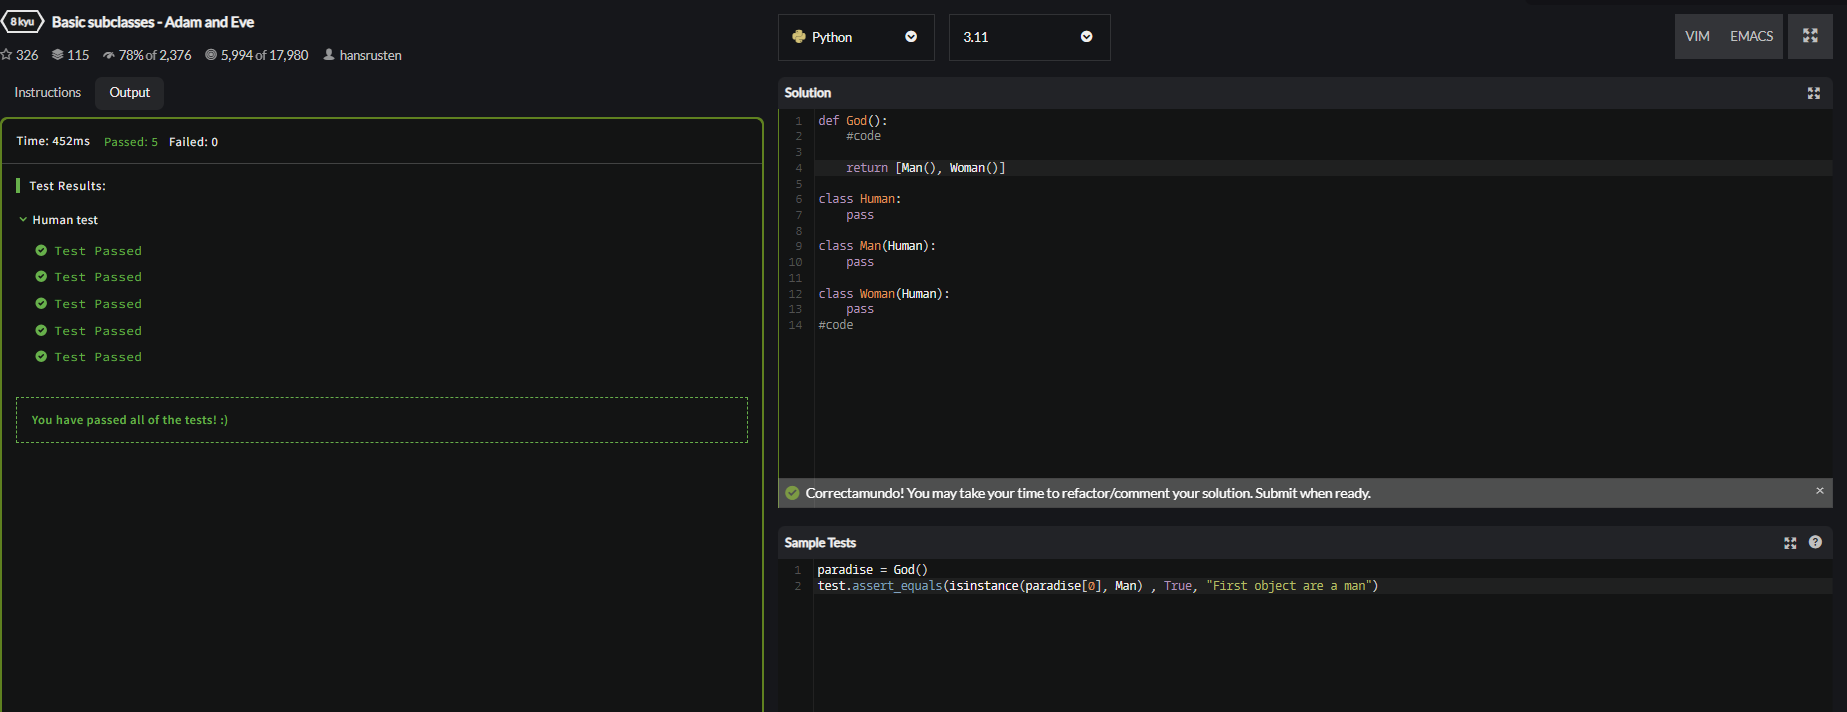 8 kyu Basic subclasses - Adam and Eve
326 115 78% of 2,376 5,994 of 17,980 hansrusten
Instructions Output
Time: 452ms Passed: 5 Failed: 0
Test Results:
Human test
Test Passed
Test Passed
Test Passed
Test Passed
Test Passed
You have passed all of the tests! :)
Python 3.11 VIM EMACS
Solution
1 def God():
2     #code
3
4     return [Man(), Woman()]
5
6 class Human:
7     pass
8
9 class Man(Human):
10     pass
11
12 class Woman(Human):
13     pass
14 #code
Correctamundo! You may take your time to refactor/comment your solution. Submit when ready. ×
Sample Tests ?
1 paradise = God()
2 test.assert_equals(isinstance(paradise[0], Man) , True, "First object are a man")